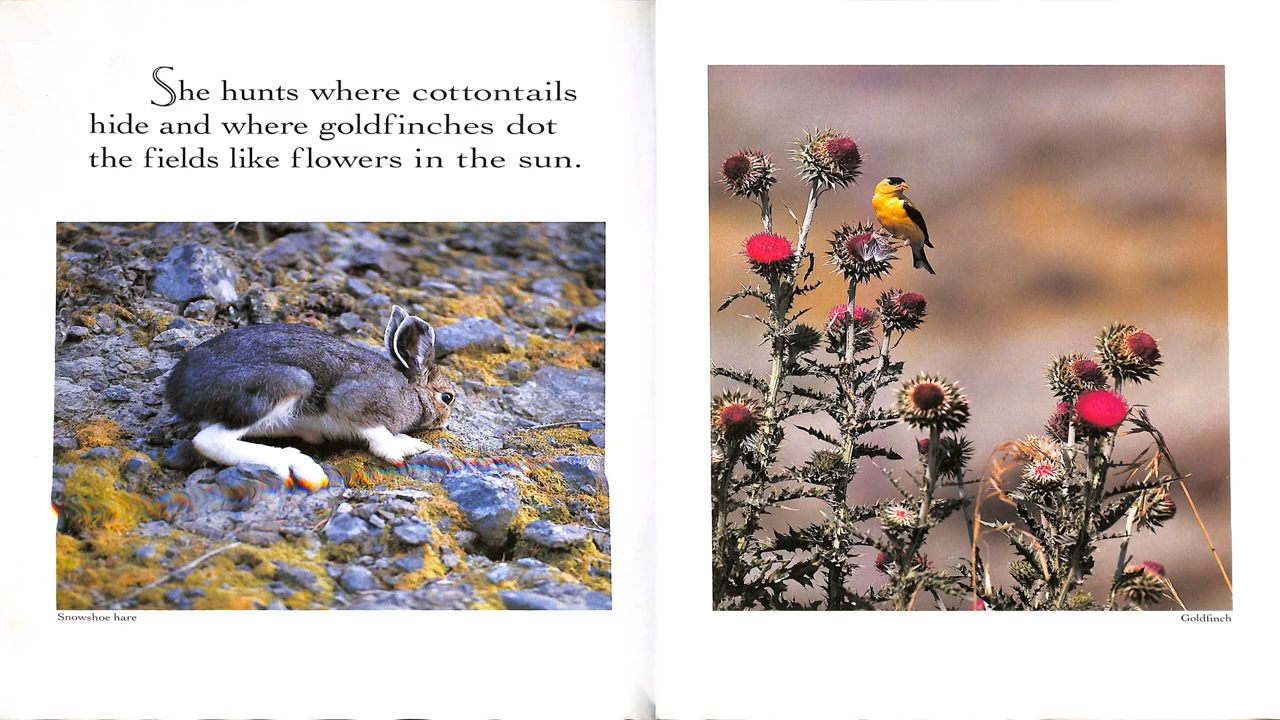 She hunts where cottontails
hide and where goldfinches dot
the fields like flowers in the sun.
Snowshoe hare
Goldfinch